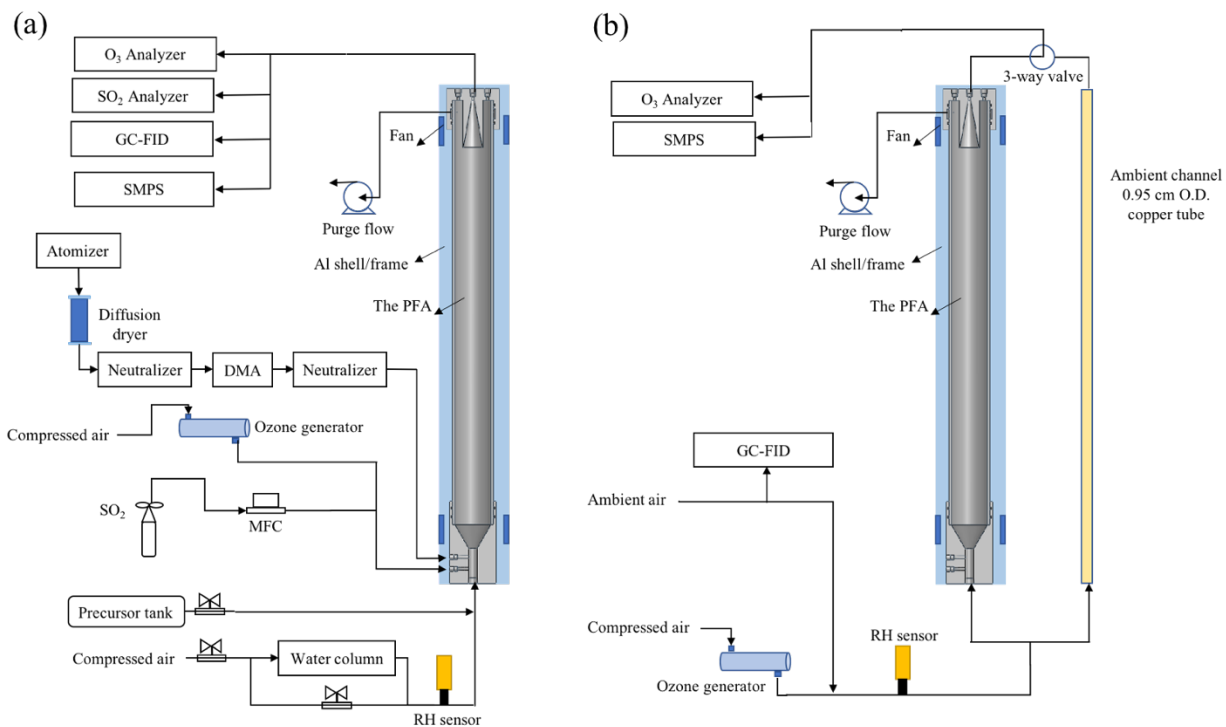 (a)
O₃ Analyzer
SO₂ Analyzer
GC-FID
SMPS
Fan
Purge flow
Al shell/frame
The PFA
Atomizer
Diffusion
dryer
Neutralizer
DMA
Neutralizer
Compressed air
Ozone generator
SO₂
MFC
Precursor tank
Compressed air
Water column
RH sensor
(b)
3-way valve
O₃ Analyzer
SMPS
Fan
Purge flow
Al shell/frame
The PFA
Ambient channel
0.95 cm O.D.
copper tube
GC-FID
Ambient air
Compressed air
Ozone generator
RH sensor